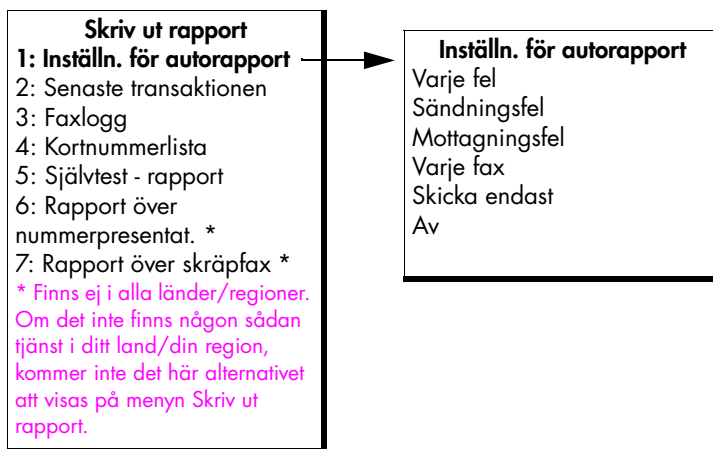 Skriv ut rapport
1: Inställn. för autorapport
2: Senaste transaktionen
3: Faxlogg
4: Kortnummerlista
5: Självtest - rapport
6: Rapport över
nummerpresentat. *
7: Rapport över skräpfax *
* Finns ej i alla länder/regioner.
Om det inte finns någon sådan
tjänst i ditt land/din region,
kommer inte det här alternativet
att visas på menyn Skriv ut
rapport.
Inställn. för autorapport
Varje fel
Sändningsfel
Mottagningsfel
Varje fax
Skicka endast
Av